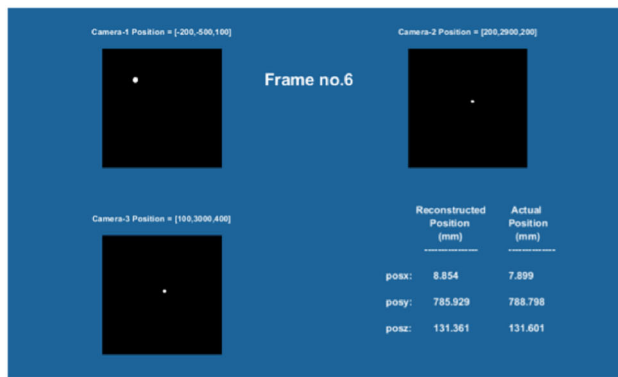 Camera-1 Position = [-200,-500,100]
Camera-2 Position = [200,2900,200]
Frame no.6
Camera-3 Position = [100,3000,400]
Reconstructed Actual
Position Position
(mm) (mm)
---------------- --------------
posx: 8.854 7.899
posy: 785.929 788.798
posz: 131.361 131.601